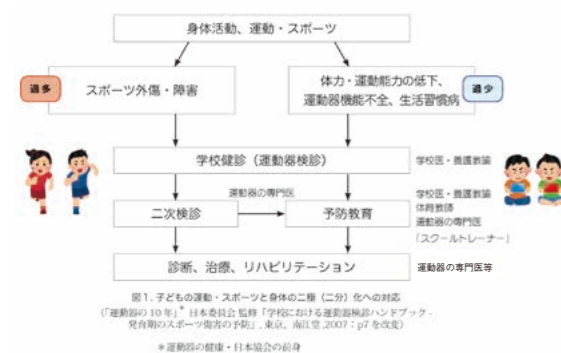 身体活動、運動・スポーツ
過多
スポーツ外傷・障害
体力・運動能力の低下、
運動器機能不全、生活習慣病
過少
学校健診（運動器検診）
学校医・養護教諭
運動器の専門医
二次検診
予防教育
学校医・養護教諭
体育教師
運動器の専門医
「スクールトレーナー」
診断、治療、リハビリテーション
運動器の専門医等
図1. 子どもの運動・スポーツと身体の二極（二分）化への対応
（「運動器の10年」* 日本委員会 監修「学校における運動器検診ハンドブック -
発育期のスポーツ傷害の予防」, 東京, 南江堂, 2007：p7 を改変）
＊運動器の健康・日本協会の前身